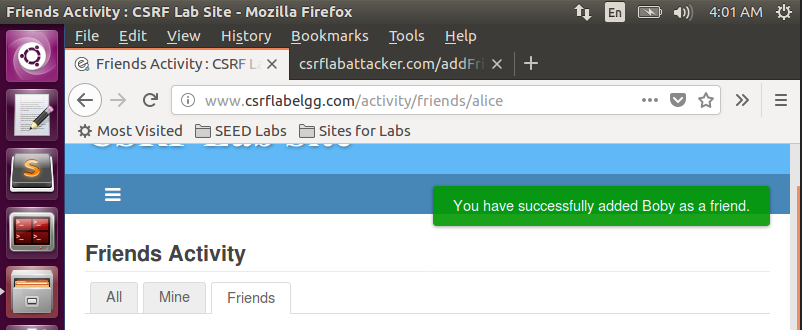 Friends Activity : CSRF Lab Site - Mozilla Firefox En 4:01 AM
File Edit View History Bookmarks Tools Help
Friends Activity : CSRF L csrflabattacker.com/addFri
www.csrflabelgg.com/activity/friends/alice
Most Visited SEED Labs Sites for Labs
CSRF Lab Site
You have successfully added Boby as a friend.
Friends Activity
All Mine Friends